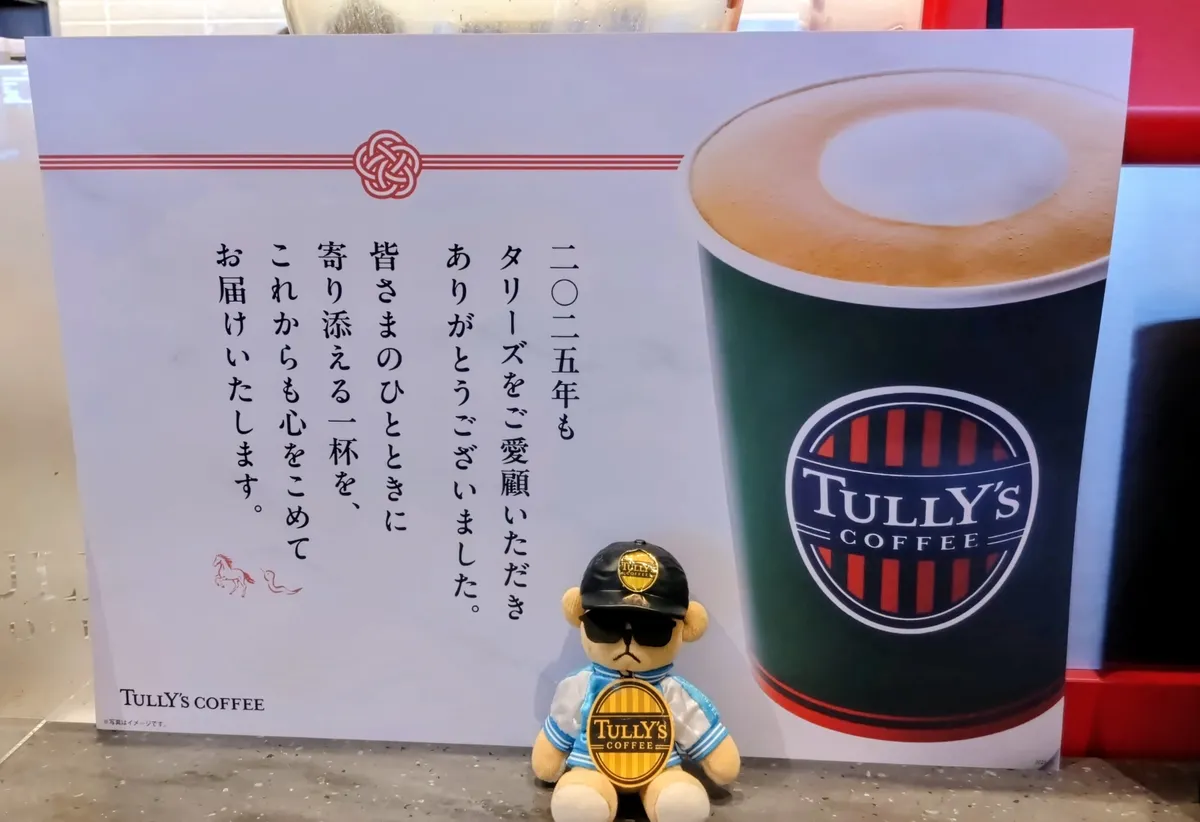 二〇二五年も
タリーズをご愛顧いただき
ありがとうございました。
皆さまのひとときに
寄り添える一杯を、
これからも心をこめて
お届けいたします。
TULLY'S COFFEE
※写真はイメージです。
TULLY'S
COFFEE
TULLY'S
TULLY'S
COFFEE